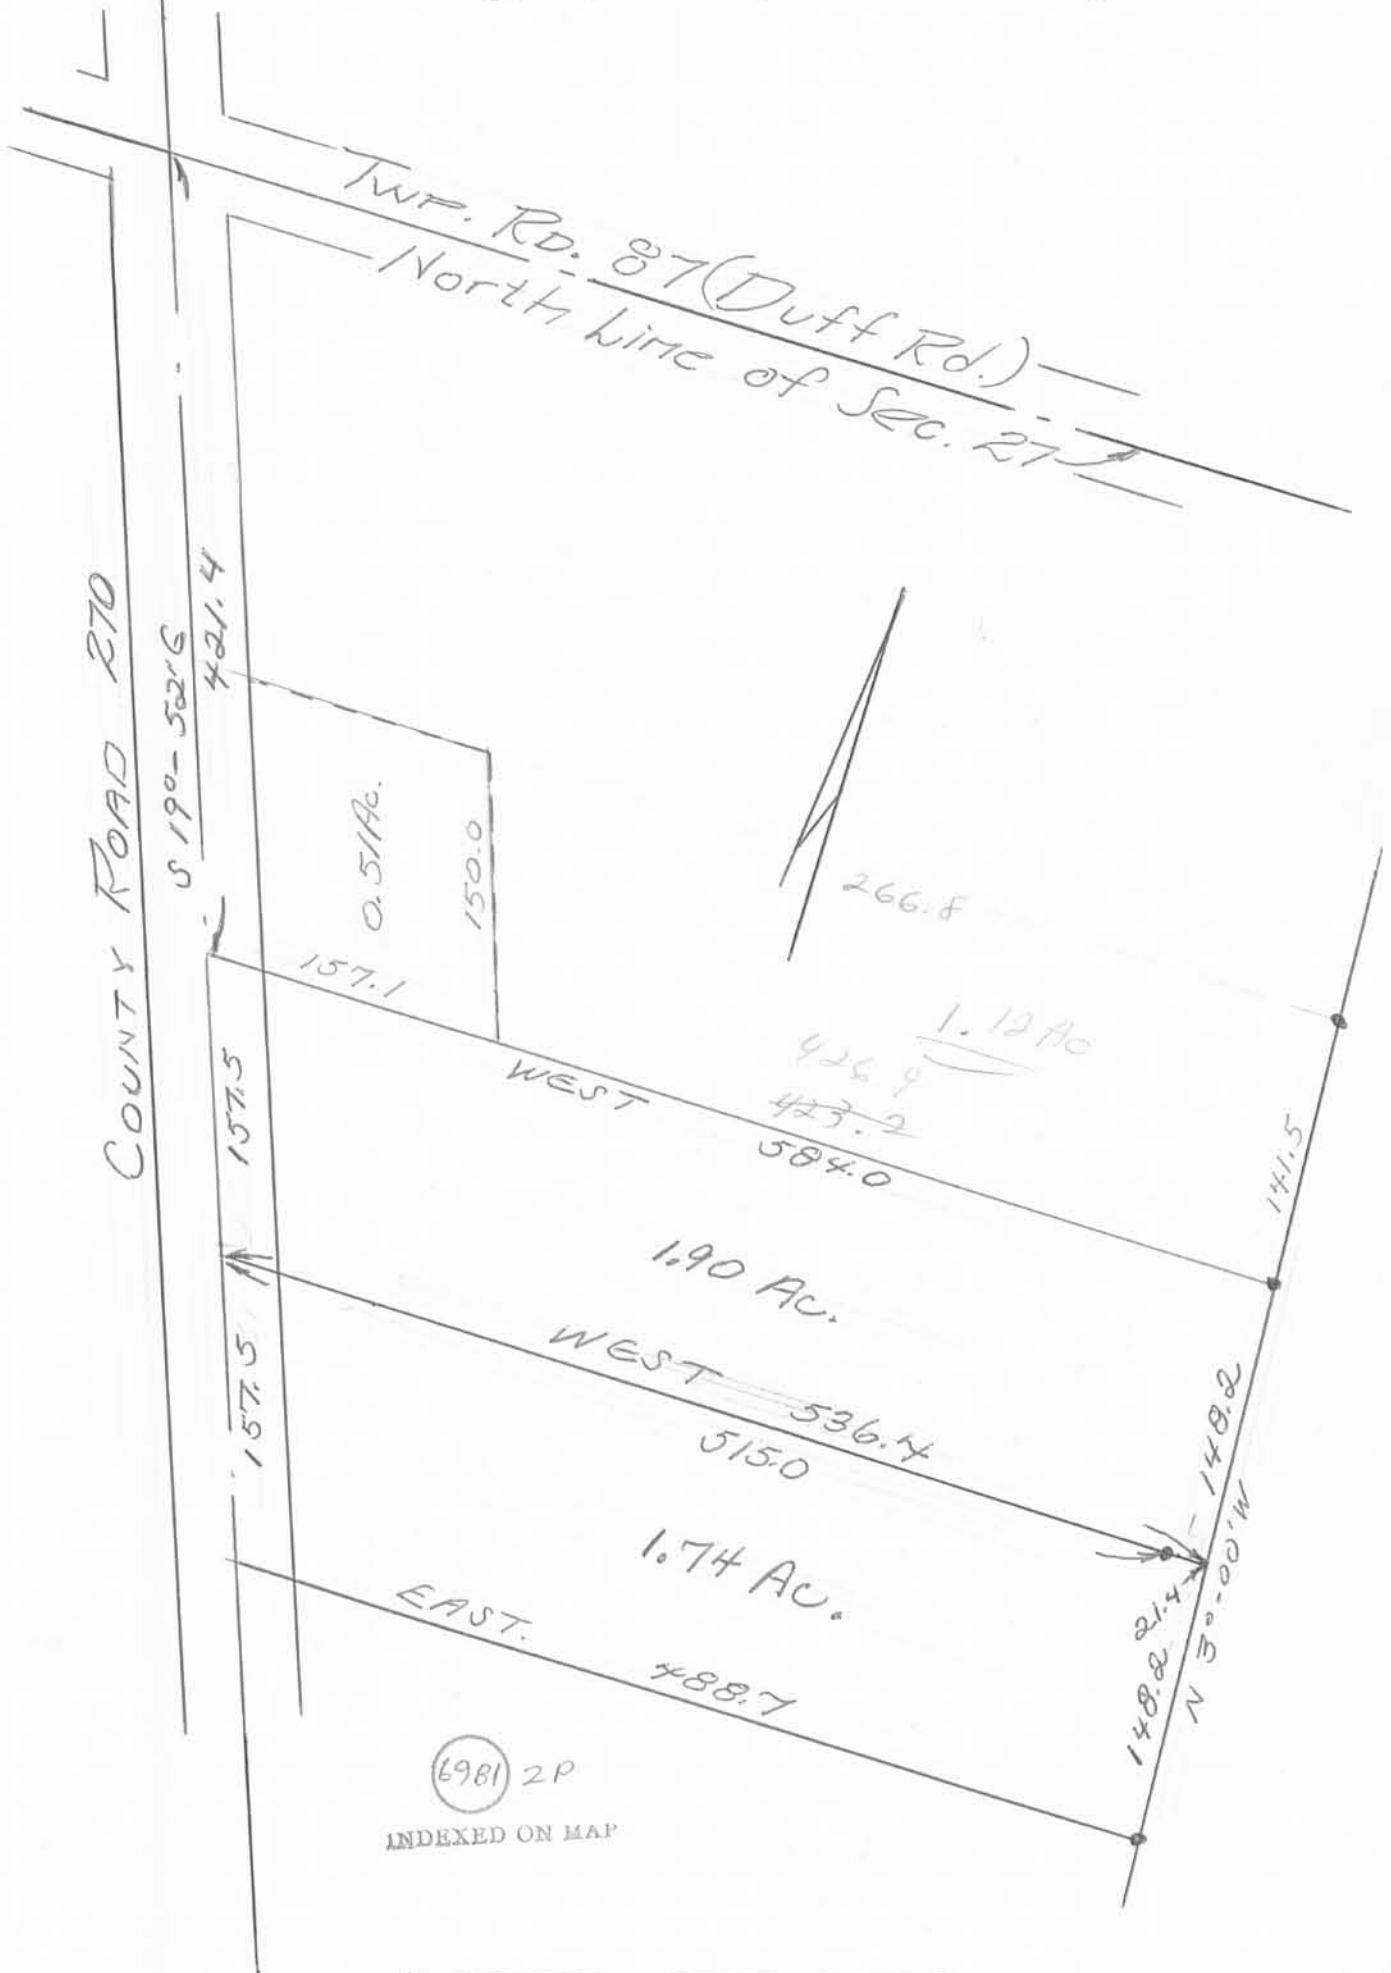 Twp. Rd. 87 (Duff Rd.)
North Line of Sec. 27
COUNTY ROAD 270
S 19°-52" E
421.4
0.51 Ac.
150.0
157.1
266.8
1.12 Ac
426.9
423.2
WEST 584.0
141.5
157.5
1.90 Ac.
148.2
WEST 536.4
515.0
157.5
1.74 Ac.
21.4
148.2
N 3°-00' W
EAST. 488.7
6981 2P
INDEXED ON MAP